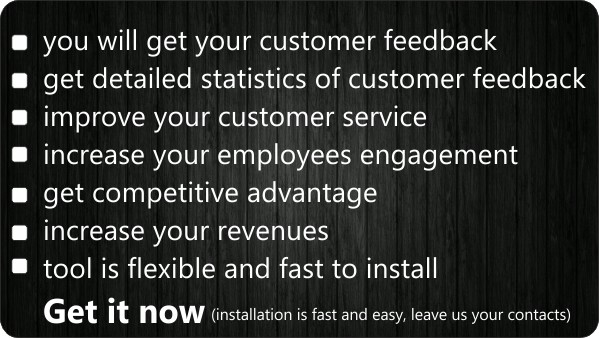 you will get your customer feedback
get detailed statistics of customer feedback
improve your customer service
increase your employees engagement
get competitive advantage
increase your revenues
tool is flexible and fast to install
Get it now (installation is fast and easy, leave us your contacts)